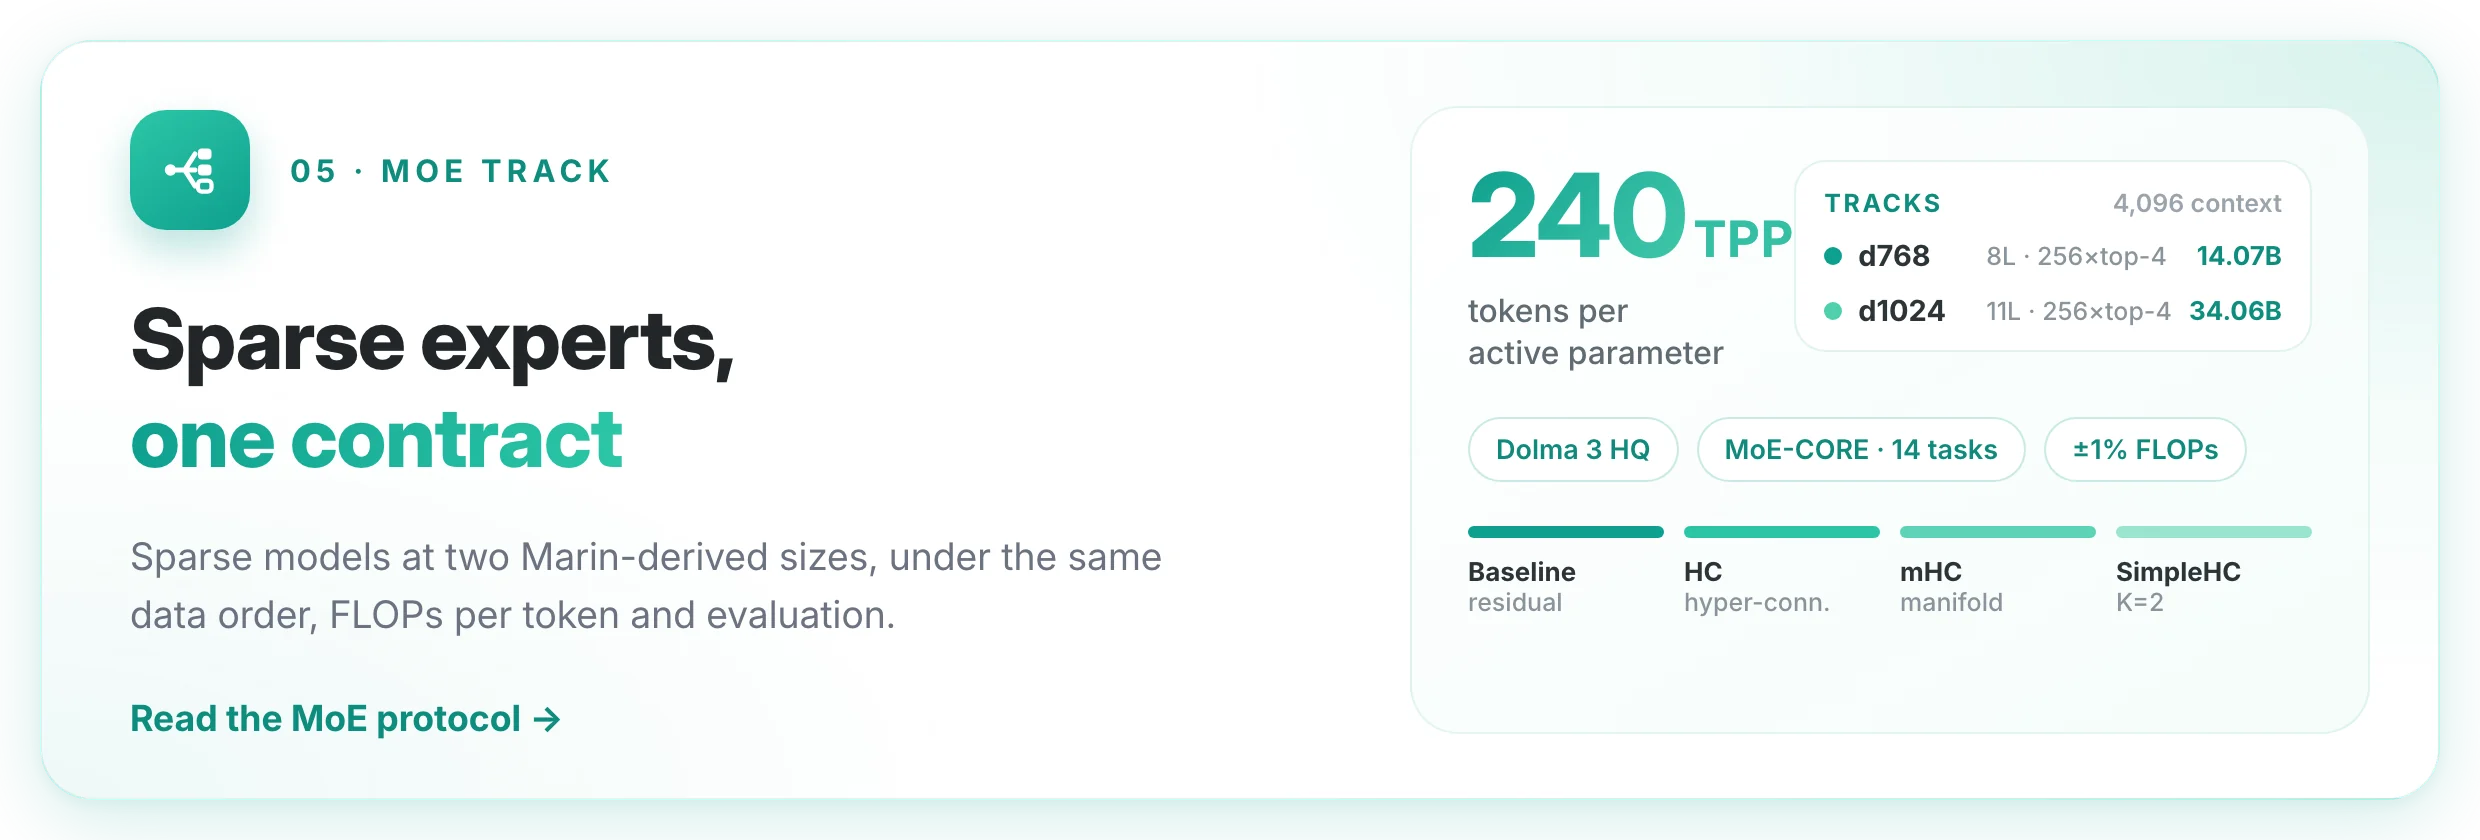 05 · MOE TRACK
Sparse experts,
one contract
Sparse models at two Marin-derived sizes, under the same
data order, FLOPs per token and evaluation.
Read the MoE protocol →
240 TPP
tokens per
active parameter
TRACKS 4,096 context
d768 8L · 256×top-4 14.07B
d1024 11L · 256×top-4 34.06B
Dolma 3 HQ MoE-CORE · 14 tasks ±1% FLOPs
Baseline HC mHC SimpleHC
residual hyper-conn. manifold K=2